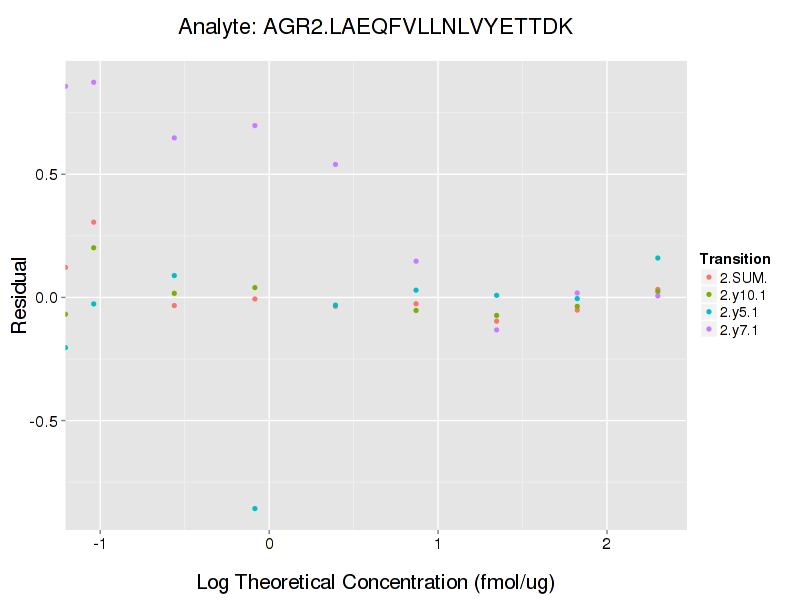 Analyte: AGR2.LAEQFVLLNLVYETTDK
Residual
0.5
0.0
-0.5
-1
0
1
2
Log Theoretical Concentration (fmol/ug)
Transition
2.SUM.
2.y10.1
2.y5.1
2.y7.1